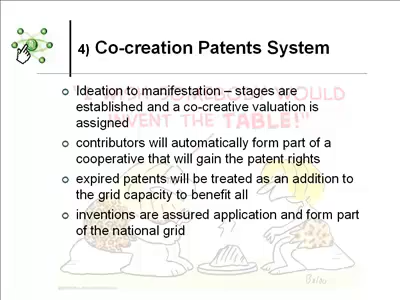 4) Co-creation Patents System
Ideation to manifestation – stages are
established and a co-creative valuation is
assigned
contributors will automatically form part of a
cooperative that will gain the patent rights
expired patents will be treated as an addition to
the grid capacity to benefit all
inventions are assured application and form part
of the national grid
INVENT THE TABLE!"